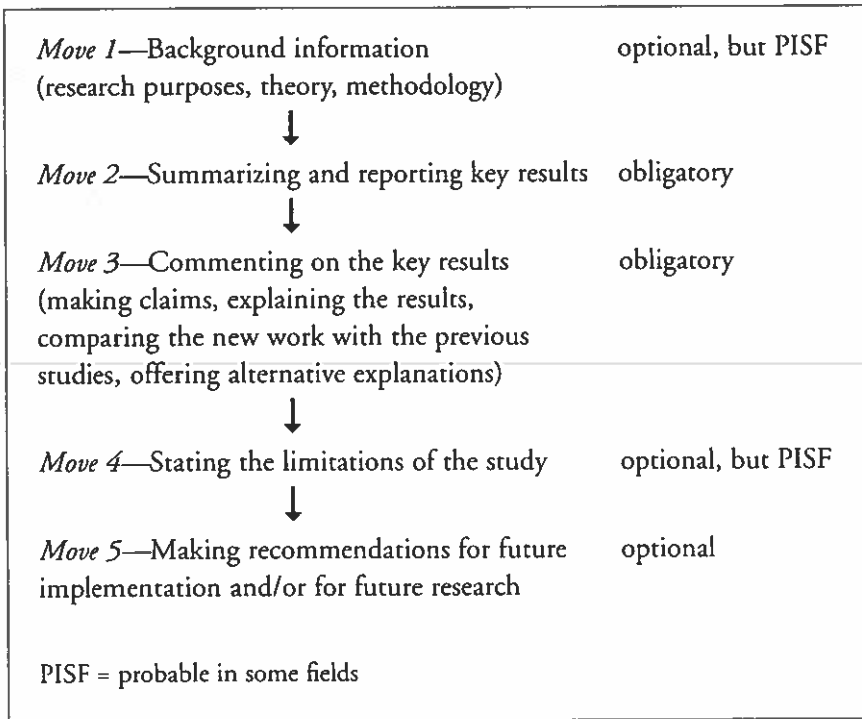 Move 1—Background information optional, but PISF
(research purposes, theory, methodology)
Move 2—Summarizing and reporting key results obligatory
Move 3—Commenting on the key results obligatory
(making claims, explaining the results,
comparing the new work with the previous
studies, offering alternative explanations)
Move 4—Stating the limitations of the study optional, but PISF
Move 5—Making recommendations for future optional
implementation and/or for future research
PISF = probable in some fields